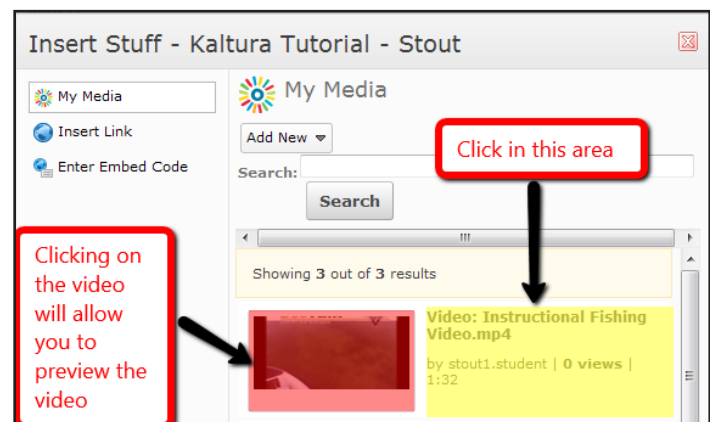 Insert Stuff - Kaltura Tutorial - Stout
My Media
Insert Link
Enter Embed Code
My Media
Add New
Search:
Search
Click in this area
Showing 3 out of 3 results
Clicking on
the video
will allow
you to
preview the
video
Video: Instructional Fishing
Video.mp4
by stout1.student | 0 views |
1:32